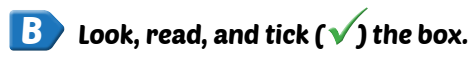 B Look, read, and tick (✓) the box.